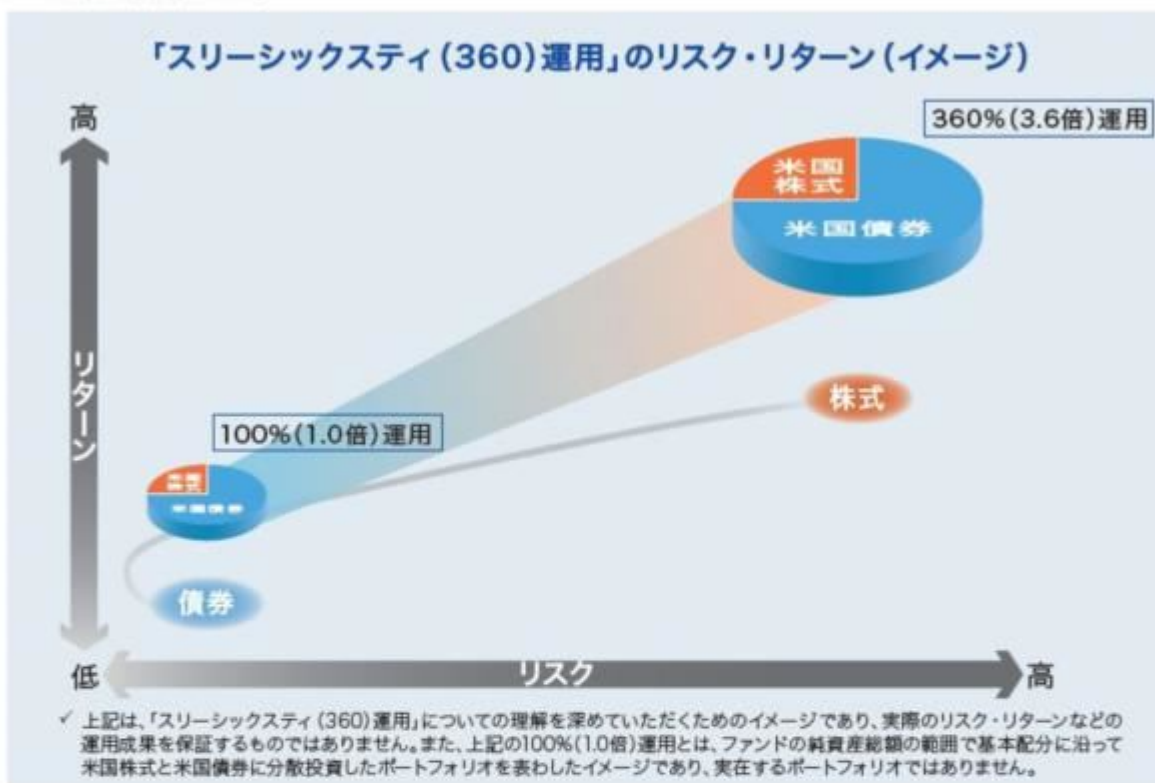 「スリーシックスティ(360)運用」のリスク・リターン(イメージ)
高
360%(3.6倍)運用
米国
株式
米国債券
リターン
株式
100%(1.0倍)運用
米国
株式
米国債券
債券
低
リスク
高
✓ 上記は、「スリーシックスティ(360)運用」についての理解を深めていただくためのイメージであり、実際のリスク・リターンなどの
運用成果を保証するものではありません。また、上記の100%(1.0倍)運用とは、ファンドの純資産総額の範囲で基本配分に沿って
米国株式と米国債券に分散投資したポートフォリオを表わしたイメージであり、実在するポートフォリオではありません。